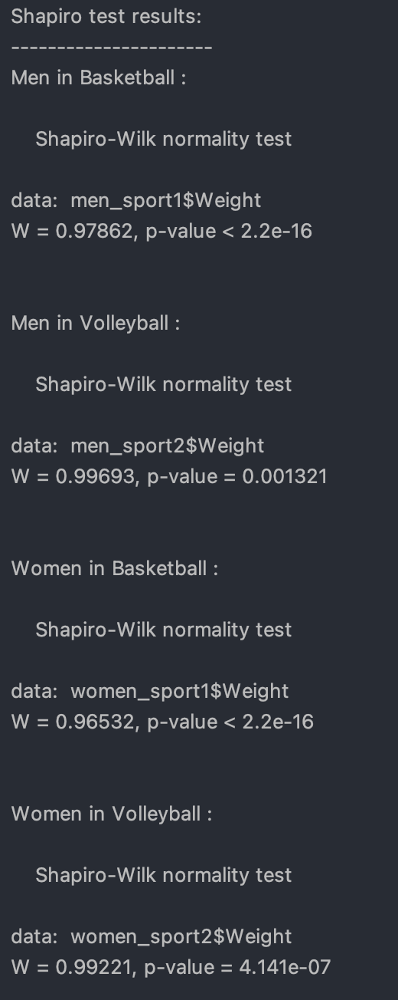 Shapiro test results:
----------------------
Men in Basketball :
Shapiro-Wilk normality test
data:  men_sport1$Weight
W = 0.97862, p-value < 2.2e-16
Men in Volleyball :
Shapiro-Wilk normality test
data:  men_sport2$Weight
W = 0.99693, p-value = 0.001321
Women in Basketball :
Shapiro-Wilk normality test
data:  women_sport1$Weight
W = 0.96532, p-value < 2.2e-16
Women in Volleyball :
Shapiro-Wilk normality test
data:  women_sport2$Weight
W = 0.99221, p-value = 4.141e-07